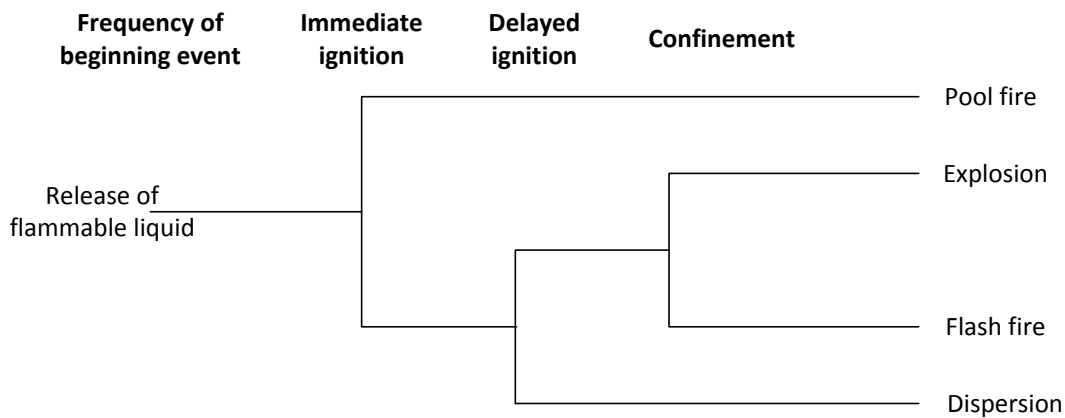 Frequency of
beginning event
Immediate
ignition
Delayed
ignition
Confinement
Pool fire
Explosion
Release of
flammable liquid
Flash fire
Dispersion